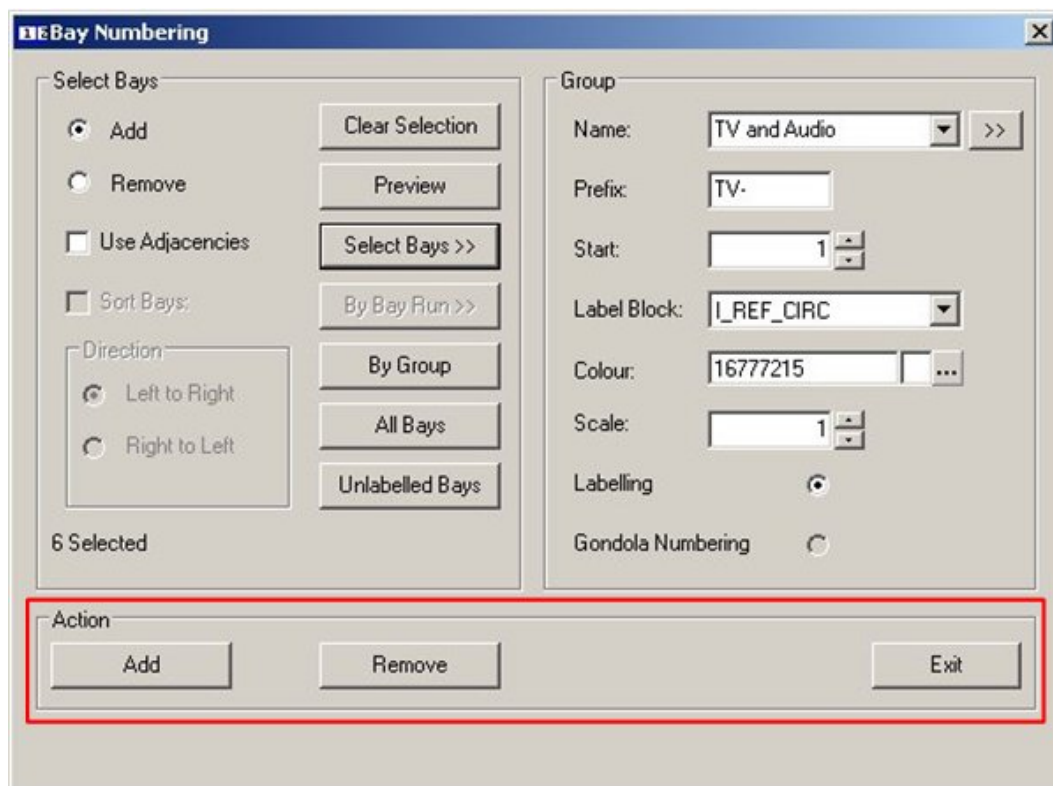 Bay Numbering
Select Bays
Add
Clear Selection
Remove
Preview
Use Adjacencies
Select Bays >>
Sort Bays:
By Bay Run >>
Direction
Left to Right
Right to Left
By Group
All Bays
Unlabelled Bays
6 Selected
Group
Name: TV and Audio >>
Prefix: TV-
Start: 1
Label Block: I_REF_CIRC
Colour: 16777215 ...
Scale: 1
Labelling
Gondola Numbering
Action
Add Remove Exit